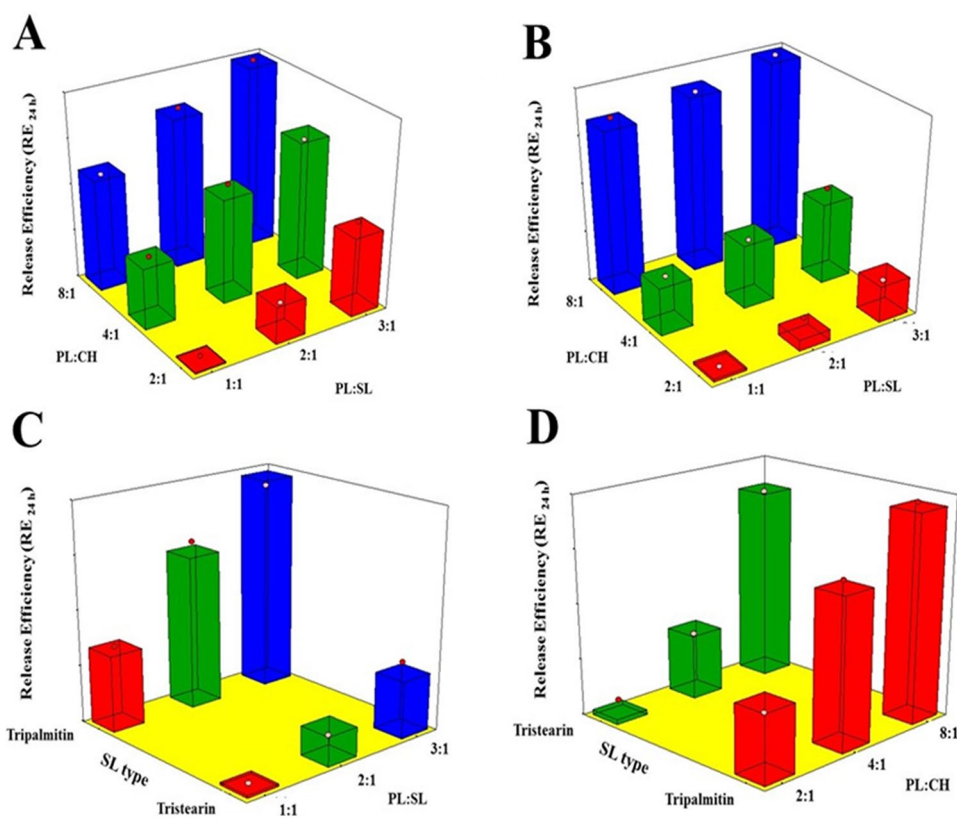 A
Release Efficiency (RE 24 h)
8:1
4:1
2:1
PL:CH
1:1
2:1
3:1
PL:SL
B
Release Efficiency (RE 24 h)
8:1
4:1
2:1
PL:CH
1:1
2:1
3:1
PL:SL
C
Release Efficiency (RE 24 h)
Tripalmitin
SL type
Tristearin
1:1
2:1
3:1
PL:SL
D
Release Efficiency (RE 24 h)
Tristearin
SL type
Tripalmitin
2:1
4:1
8:1
PL:CH